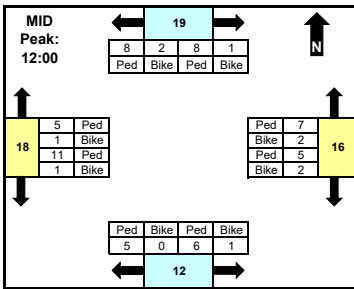 MID
Peak:
12:00
19
8 2 8 1
Ped Bike Ped Bike
N
18
5 Ped
1 Bike
11 Ped
1 Bike
Ped 7
Bike 2
Ped 5
Bike 2
16
Ped Bike Ped Bike
5 0 6 1
12